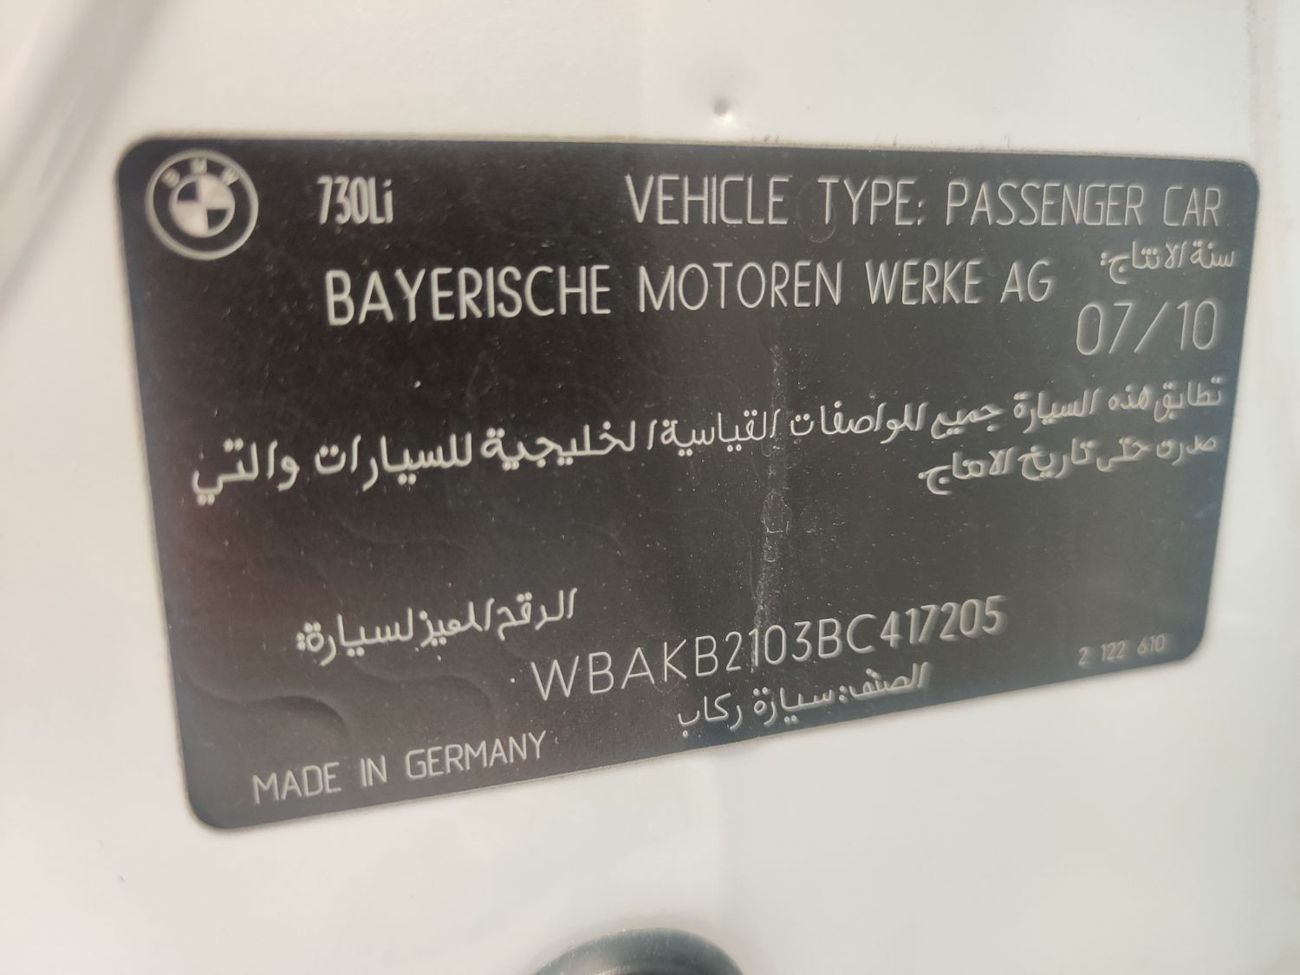 BMW 730Li VEHICLE TYPE: PASSENGER CAR
BAYERISCHE MOTOREN WERKE AG
سنة الانتاج:
07/10
تطابق هذه السيارة جميع المواصفات القياسية الخليجية للسيارات والتي
صدرت حتى تاريخ الانتاج.
الرقم المميز لسيارة:
WBAKB2103BC417205
الصنف: سيارة ركاب
2 122 610
MADE IN GERMANY